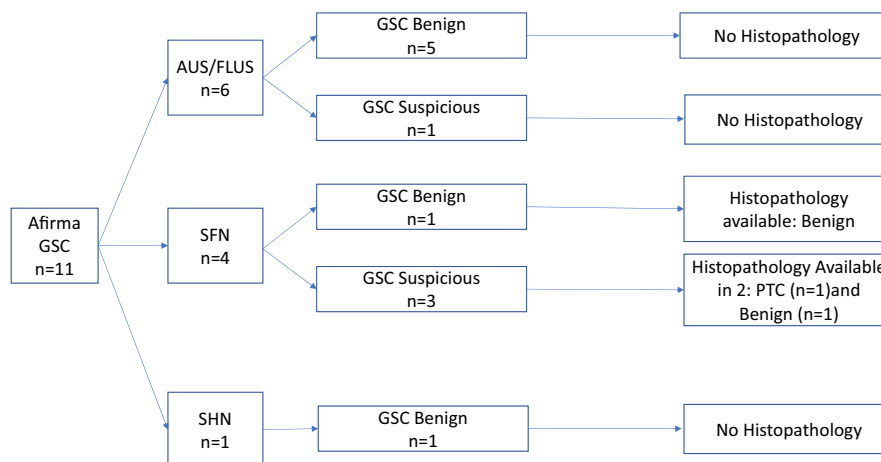 Afirma
GSC
n=11
AUS/FLUS
n=6
GSC Benign
n=5
No Histopathology
GSC Suspicious
n=1
No Histopathology
SFN
n=4
GSC Benign
n=1
Histopathology
available: Benign
GSC Suspicious
n=3
Histopathology Available
in 2: PTC (n=1)and
Benign (n=1)
SHN
n=1
GSC Benign
n=1
No Histopathology